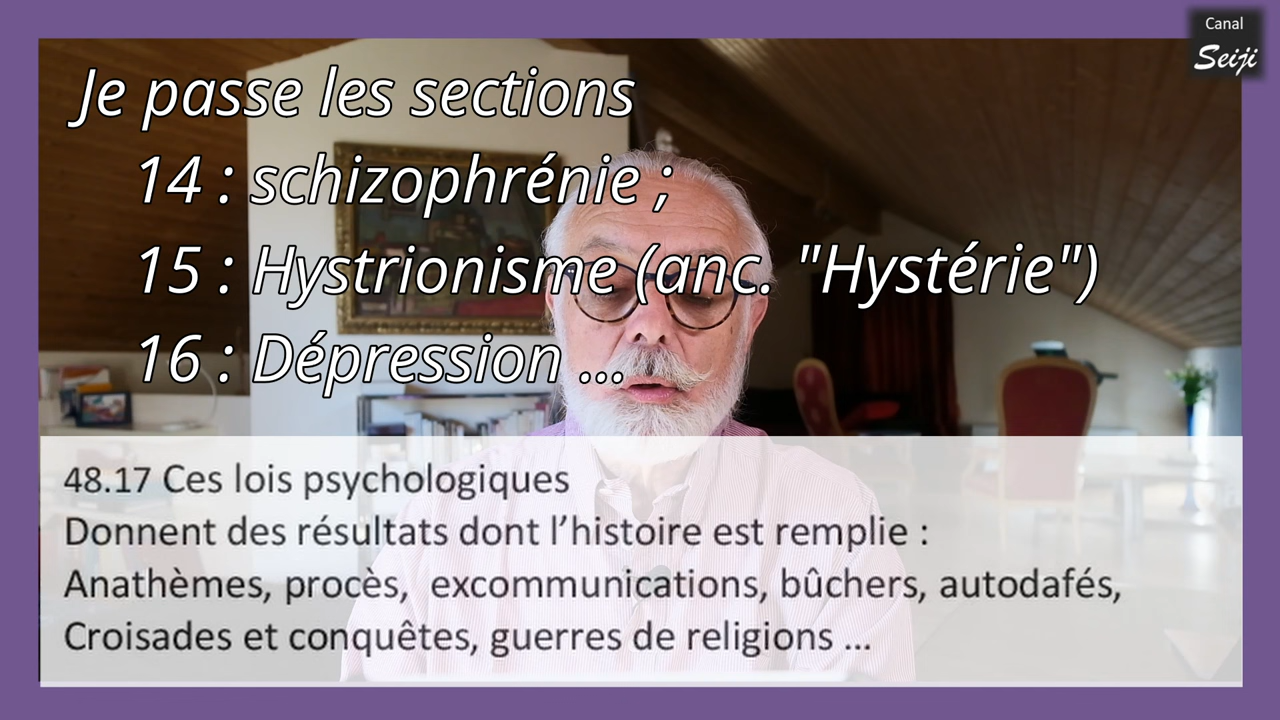 Canal
Seiji
Je passe les sections
14 : schizophrénie ;
15 : Hystrionisme (anc. "Hystérie")
16 : Dépression ...
48.17 Ces lois psychologiques
Donnent des résultats dont l’histoire est remplie :
Anathèmes, procès, excommunications, bûchers, autodafés,
Croisades et conquêtes, guerres de religions ...